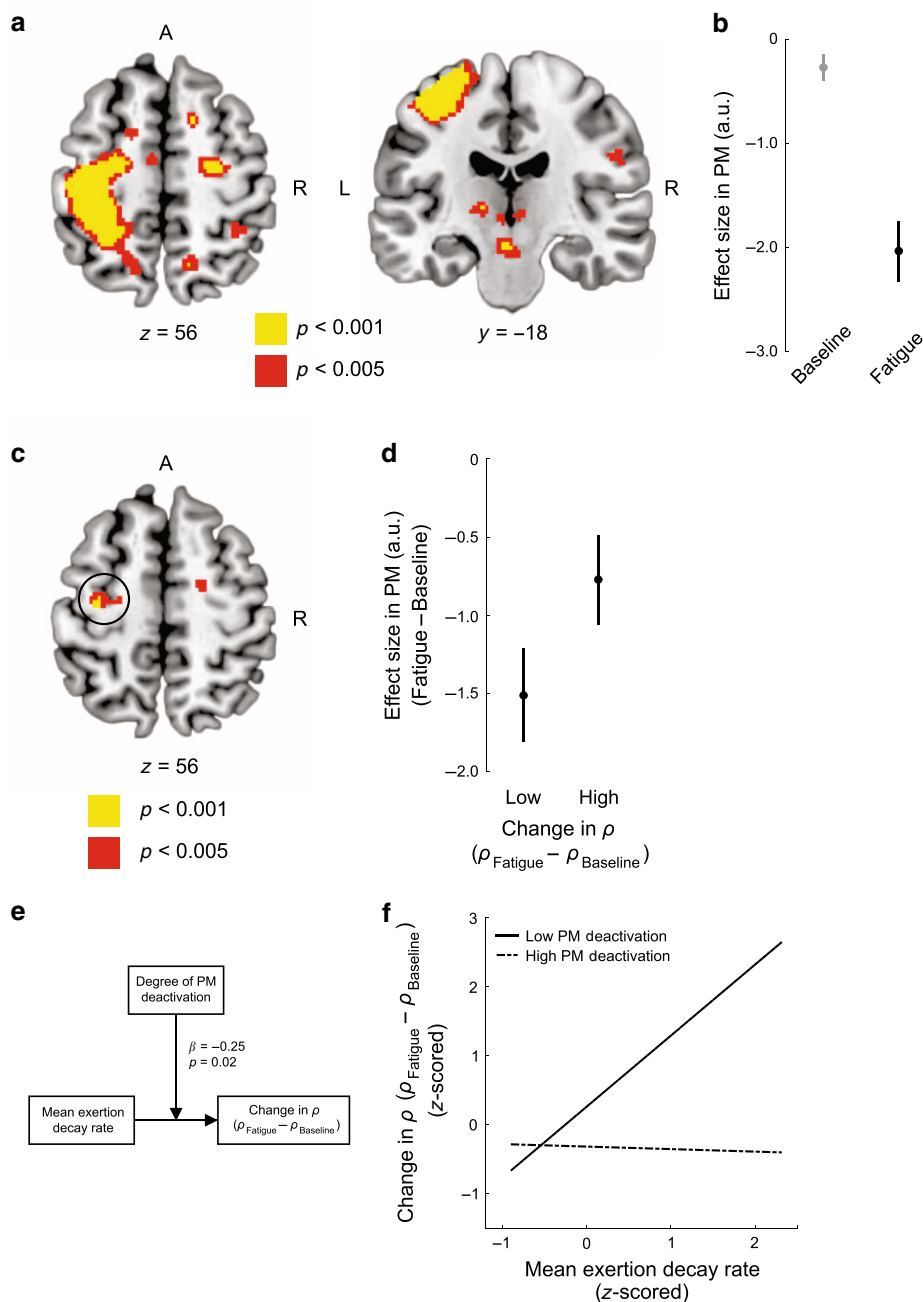 a
A
L
R
R
z = 56
y = −18
p < 0.001
p < 0.005
b
Effect size in PM (a.u.)
0
−1.0
−2.0
−3.0
Baseline
Fatigue
c
A
R
z = 56
p < 0.001
p < 0.005
d
Effect size in PM (a.u.)
(Fatigue – Baseline)
0
−0.5
−1.0
−1.5
−2.0
Low
High
Change in ρ
(ρFatigue – ρBaseline)
e
Degree of PM
deactivation
β = −0.25
p = 0.02
Mean exertion
decay rate
Change in ρ
(ρFatigue – ρBaseline)
f
Change in ρ (ρFatigue – ρBaseline)
(z-scored)
3
2
1
0
−1
Low PM deactivation
High PM deactivation
−1
0
1
2
Mean exertion decay rate
(z-scored)